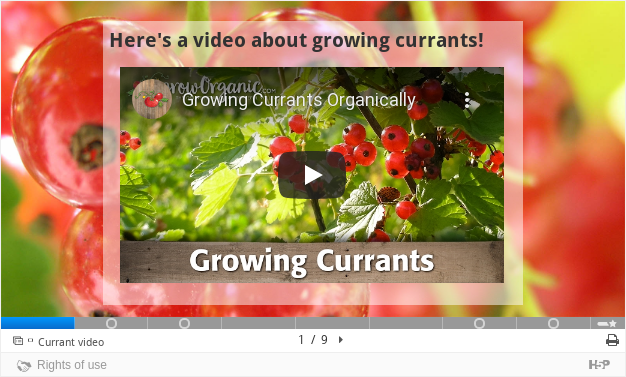 Here's a video about growing currants!
GrowOrganic.com
Growing Currants Organically
Growing Currants
Currant video
1 / 9
Rights of use
H5P